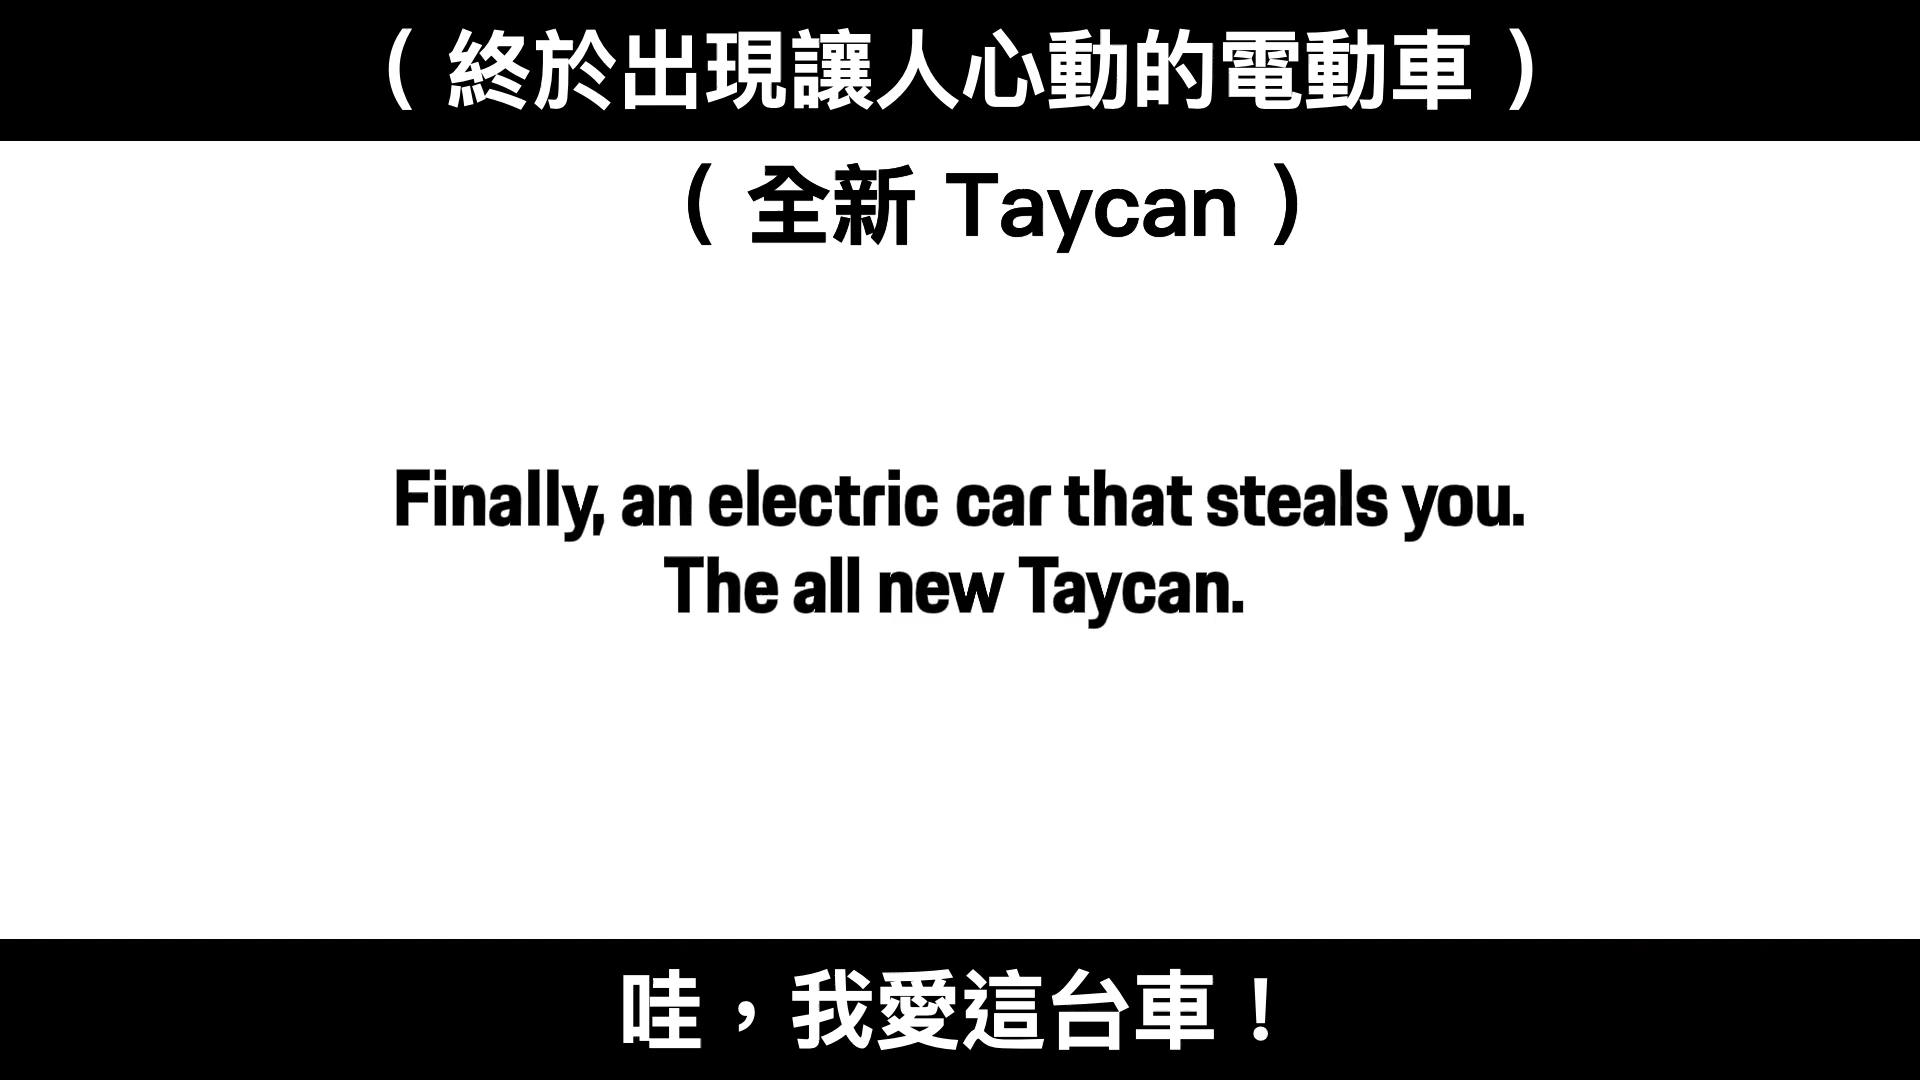 （終於出現讓人心動的電動車）
（全新 Taycan）
Finally, an electric car that steals you.
The all new Taycan.
哇，我愛這台車！